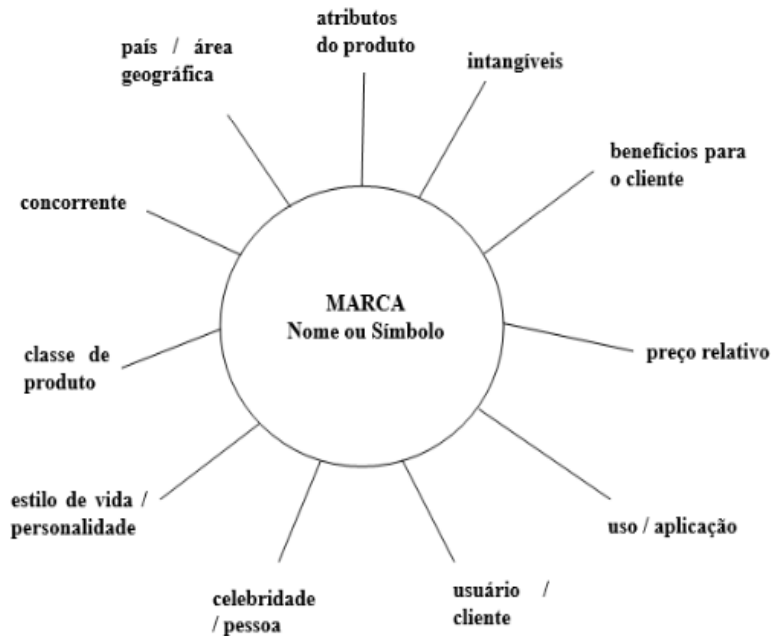 atributos
do produto
país / área
geográfica
intangíveis
benefícios para
o cliente
concorrente
MARCA
Nome ou Símbolo
classe de
produto
preço relativo
estilo de vida /
personalidade
uso / aplicação
celebridade
/ pessoa
usuário /
cliente